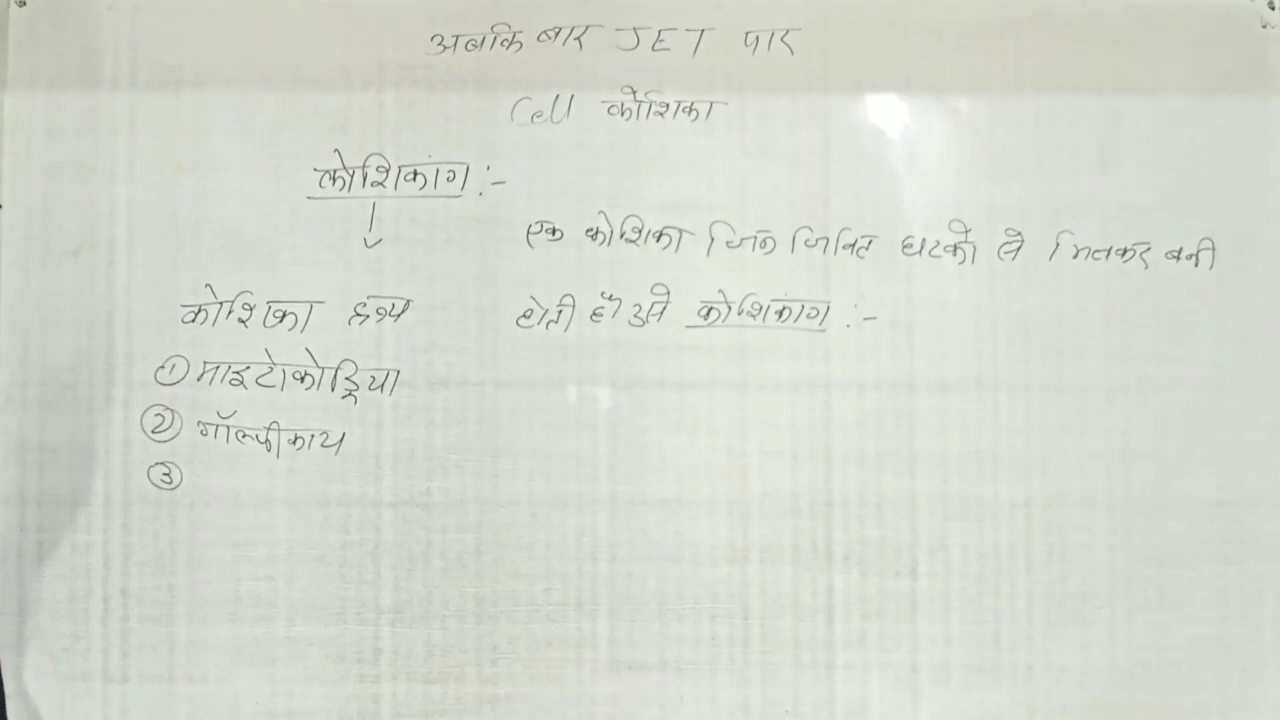 अबकि बार JET पार
Cell कोशिका
कोशिकांग :-
एक कोशिका जिन जिवित घटको से मिलकर बनी
होती हैं उसे कोशिकांग :-
कोशिका द्रव्य
① माइटोकोड्रिया
② गॉल्जीकाय
③